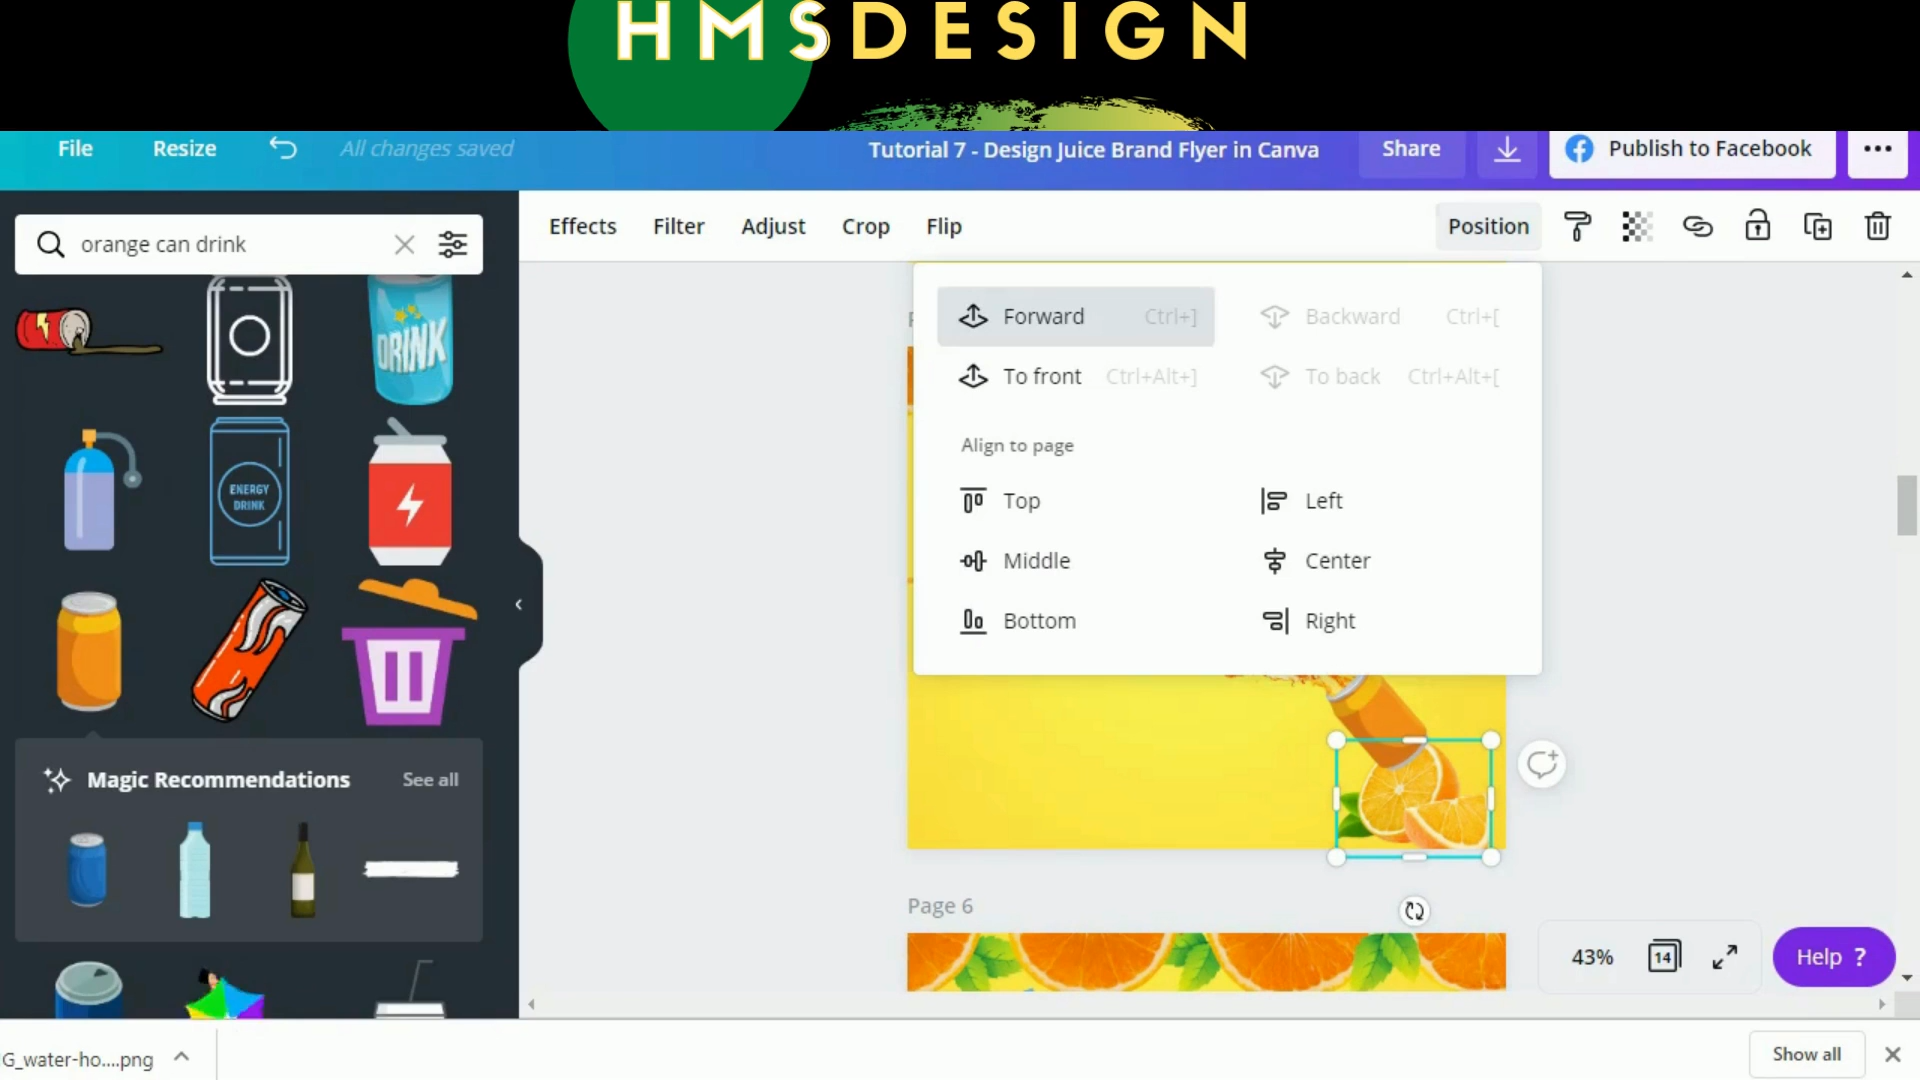 HMSDESIGN
File Resize All changes saved Tutorial 7 - Design Juice Brand Flyer in Canva Share Publish to Facebook
orange can drink
Effects Filter Adjust Crop Flip Position
Forward Ctrl+] Backward Ctrl+[
To front Ctrl+Alt+] To back Ctrl+Alt+[
Align to page
Top Left
Middle Center
Bottom Right
DRINK
ENERGY
DRINK
Magic Recommendations See all
Page 6
43% 14 Help ?
G_water-ho....png Show all